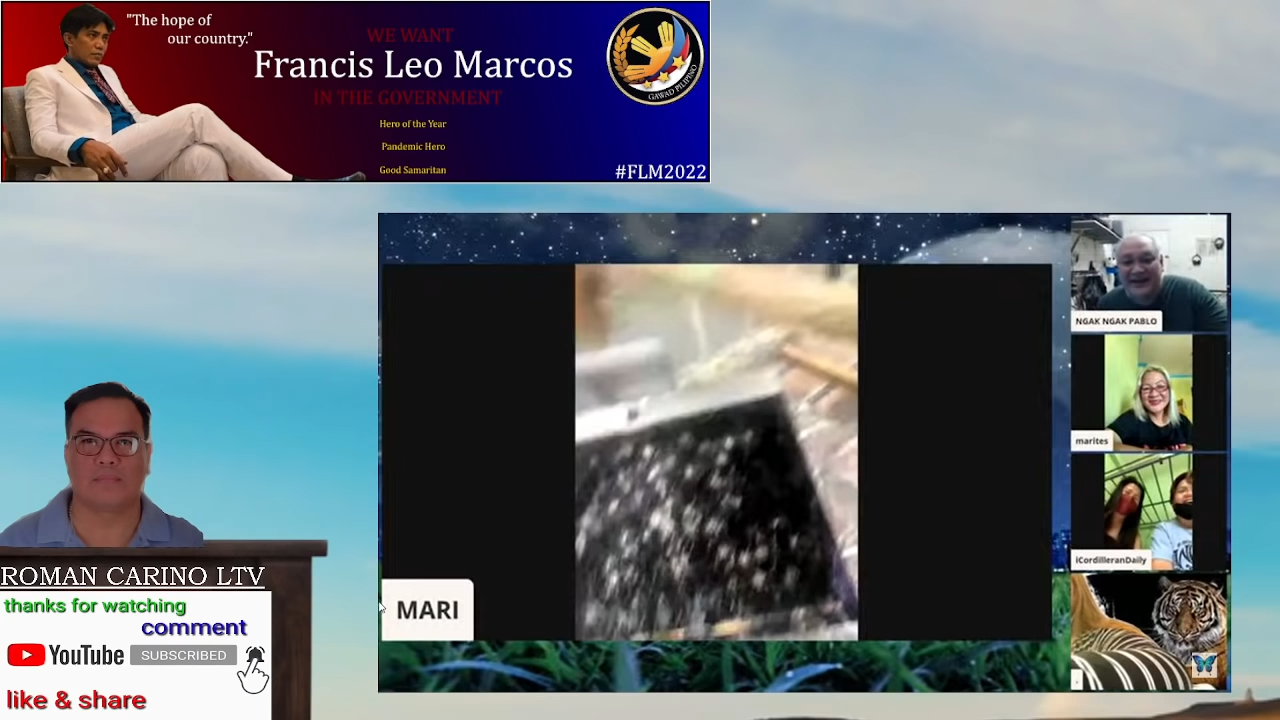 "The hope of
our country."
WE WANT
Francis Leo Marcos
IN THE GOVERNMENT
Hero of the Year
Pandemic Hero
Good Samaritan
GAWAD PILIPINO
#FLM2022
NGAK NGAK PABLO
marites
iCordilleranDaily
MARI
ROMAN CARINO LTV
thanks for watching
comment
YouTube SUBSCRIBED
like & share